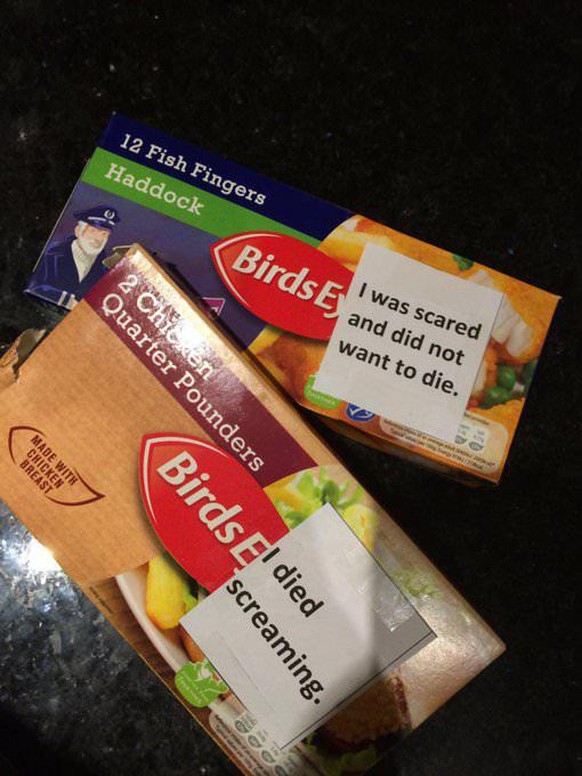 12 Fish Fingers
Haddock
Birds Ey
I was scared
and did not
want to die.
2 Chicken
Quarter Pounders
MADE WITH
CHICKEN
BREAST
Birds E
I died
screaming.